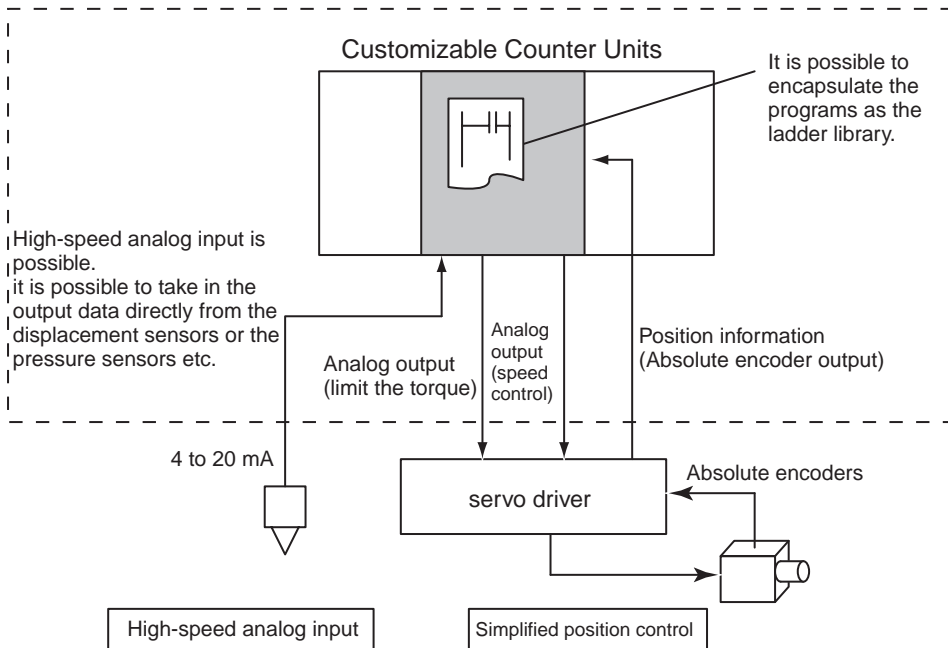 Customizable Counter Units
It is possible to
encapsulate the
programs as the
ladder library.
High-speed analog input is
possible.
it is possible to take in the
output data directly from the
displacement sensors or the
pressure sensors etc.
Analog output
(limit the torque)
Analog
output
(speed
control)
Position information
(Absolute encoder output)
4 to 20 mA
servo driver
Absolute encoders
High-speed analog input
Simplified position control